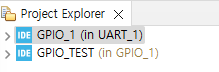 Project Explorer
IDE GPIO_1 (in UART_1)
IDE GPIO_TEST (in GPIO_1)